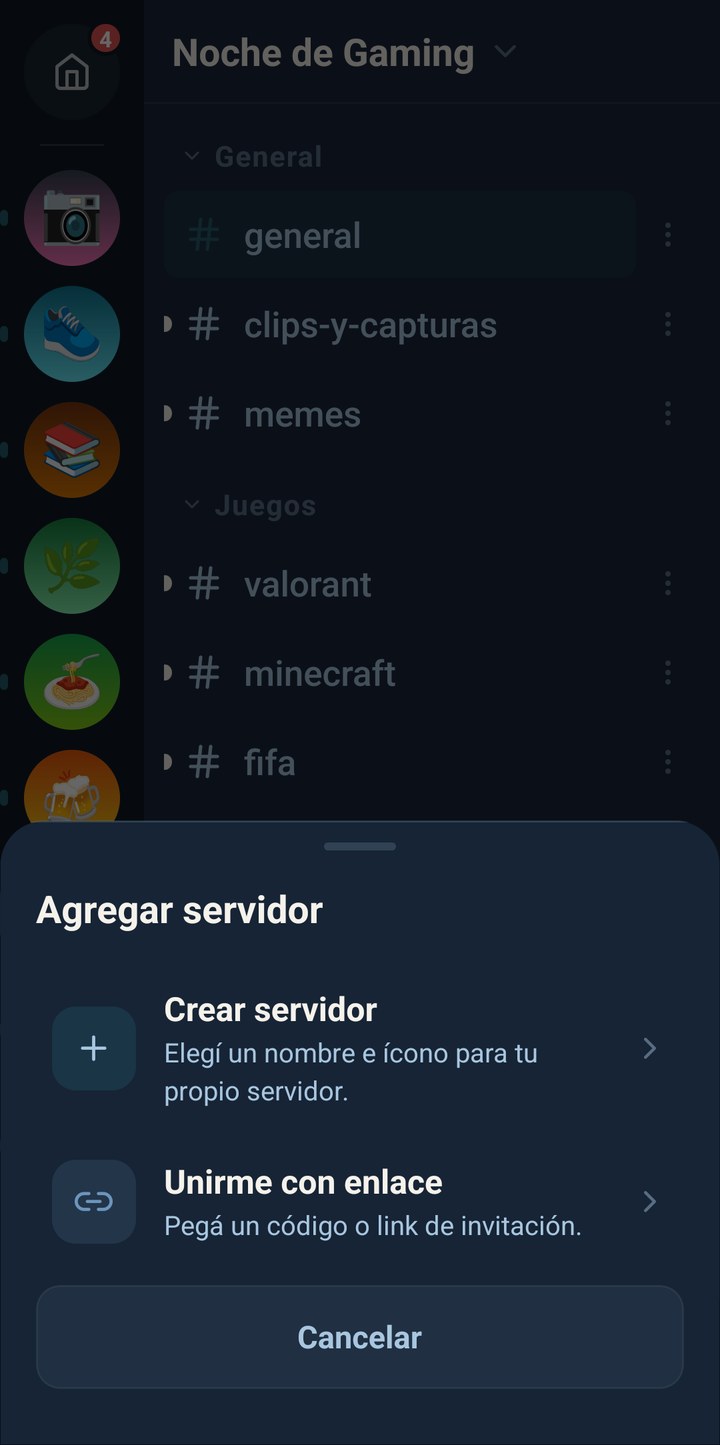 4
Noche de Gaming
General
# general
# clips-y-capturas
# memes
Juegos
# valorant
# minecraft
# fifa
Agregar servidor
Crear servidor
Elegí un nombre e ícono para tu
propio servidor.
Unirme con enlace
Pegá un código o link de invitación.
Cancelar